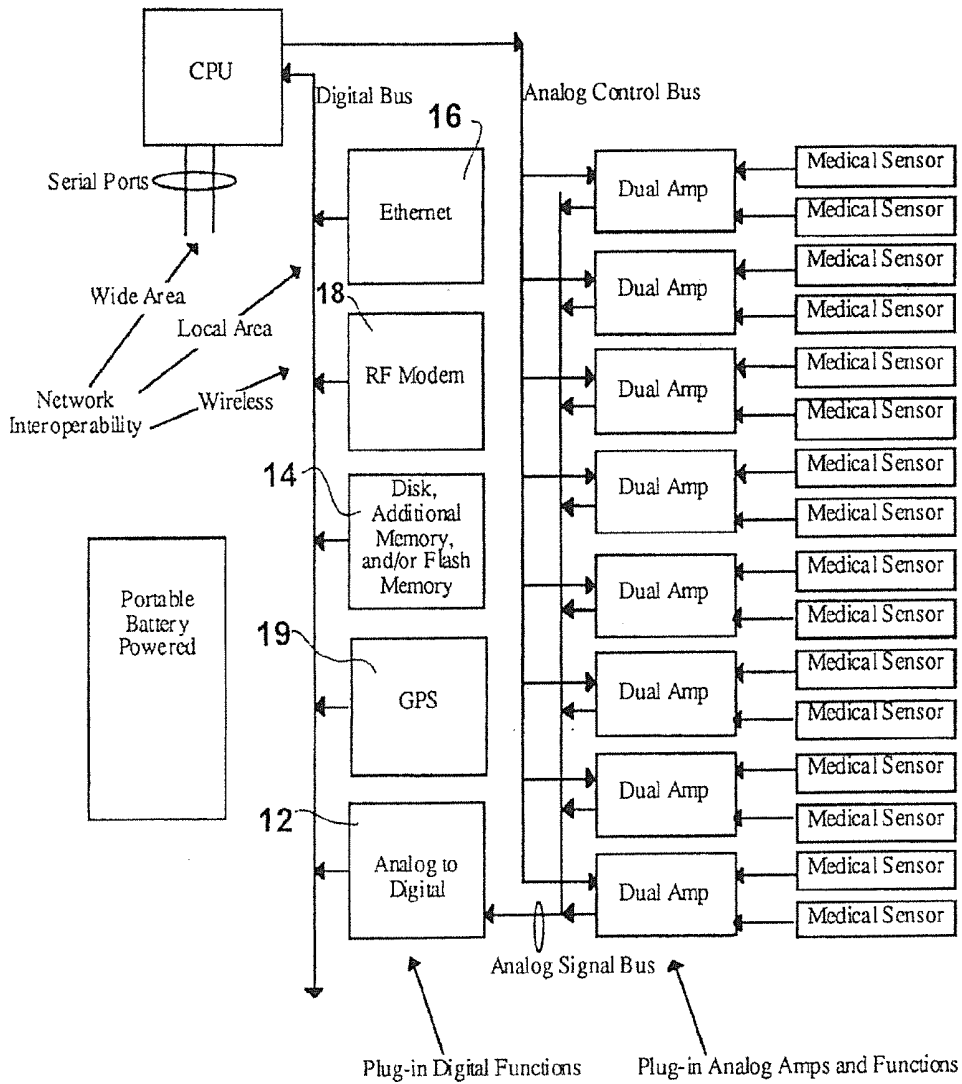 CPU
Digital Bus
Analog Control Bus
16
Serial Ports
Ethernet
Dual Amp
Medical Sensor
Medical Sensor
Wide Area
Local Area
Network
Interoperability
Wireless
18
RF Modem
Dual Amp
Medical Sensor
Medical Sensor
Dual Amp
Medical Sensor
Medical Sensor
14
Disk,
Additional
Memory,
and/or Flash
Memory
Dual Amp
Medical Sensor
Medical Sensor
Portable
Battery
Powered
Dual Amp
Medical Sensor
Medical Sensor
19
GPS
Dual Amp
Medical Sensor
Medical Sensor
12
Analog to
Digital
Dual Amp
Medical Sensor
Medical Sensor
Dual Amp
Medical Sensor
Medical Sensor
Analog Signal Bus
Plug-in Digital Functions
Plug-in Analog Amps and Functions